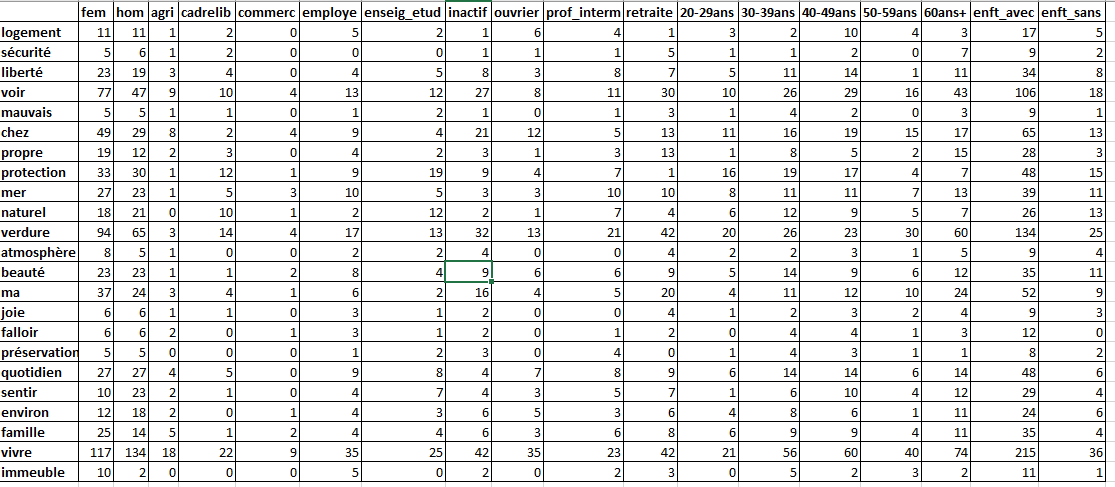 fem hom agri cadrelib commerc employe enseig_etud inactif ouvrier prof_interm retraite 20-29ans 30-39ans 40-49ans 50-59ans 60ans+ enft_avec enft_sans
logement 11 11 1 2 0 5 2 1 6 4 1 3 2 10 4 3 17 5
sécurité 5 6 1 2 0 0 0 1 1 1 5 1 1 2 0 7 9 2
liberté 23 19 3 4 0 4 5 8 3 8 7 5 11 14 1 11 34 8
voir 77 47 9 10 4 13 12 27 8 11 30 10 26 29 16 43 106 18
mauvais 5 5 1 1 0 1 2 1 0 1 3 1 4 2 0 3 9 1
chez 49 29 8 2 4 9 4 21 12 5 13 11 16 19 15 17 65 13
propre 19 12 2 3 0 4 2 3 1 3 13 1 8 5 2 15 28 3
protection 33 30 1 12 1 9 19 9 4 7 1 16 19 17 4 7 48 15
mer 27 23 1 5 3 10 5 3 3 10 10 8 11 11 7 13 39 11
naturel 18 21 0 10 1 2 12 2 1 7 4 6 12 9 5 7 26 13
verdure 94 65 3 14 4 17 13 32 13 21 42 20 26 23 30 60 134 25
atmosphère 8 5 1 0 0 2 2 4 0 0 4 2 2 3 1 5 9 4
beauté 23 23 1 1 2 8 4 9 6 6 9 5 14 9 6 12 35 11
ma 37 24 3 4 1 6 2 16 4 5 20 4 11 12 10 24 52 9
joie 6 6 1 1 0 3 1 2 0 0 4 1 2 3 2 4 9 3
falloir 6 6 2 0 1 3 1 2 0 1 2 0 4 4 1 3 12 0
préservation 5 5 0 0 0 1 2 3 0 4 0 1 4 3 1 1 8 2
quotidien 27 27 4 5 0 9 8 4 7 8 9 6 14 14 6 14 48 6
sentir 10 23 2 1 0 4 7 4 3 5 7 1 6 10 4 12 29 4
environ 12 18 2 0 1 4 3 6 5 3 6 4 8 6 1 11 24 6
famille 25 14 5 1 2 4 4 6 3 6 8 6 9 9 4 11 35 4
vivre 117 134 18 22 9 35 25 42 35 23 42 21 56 60 40 74 215 36
immeuble 10 2 0 0 0 5 0 2 0 2 3 0 5 2 3 2 11 1